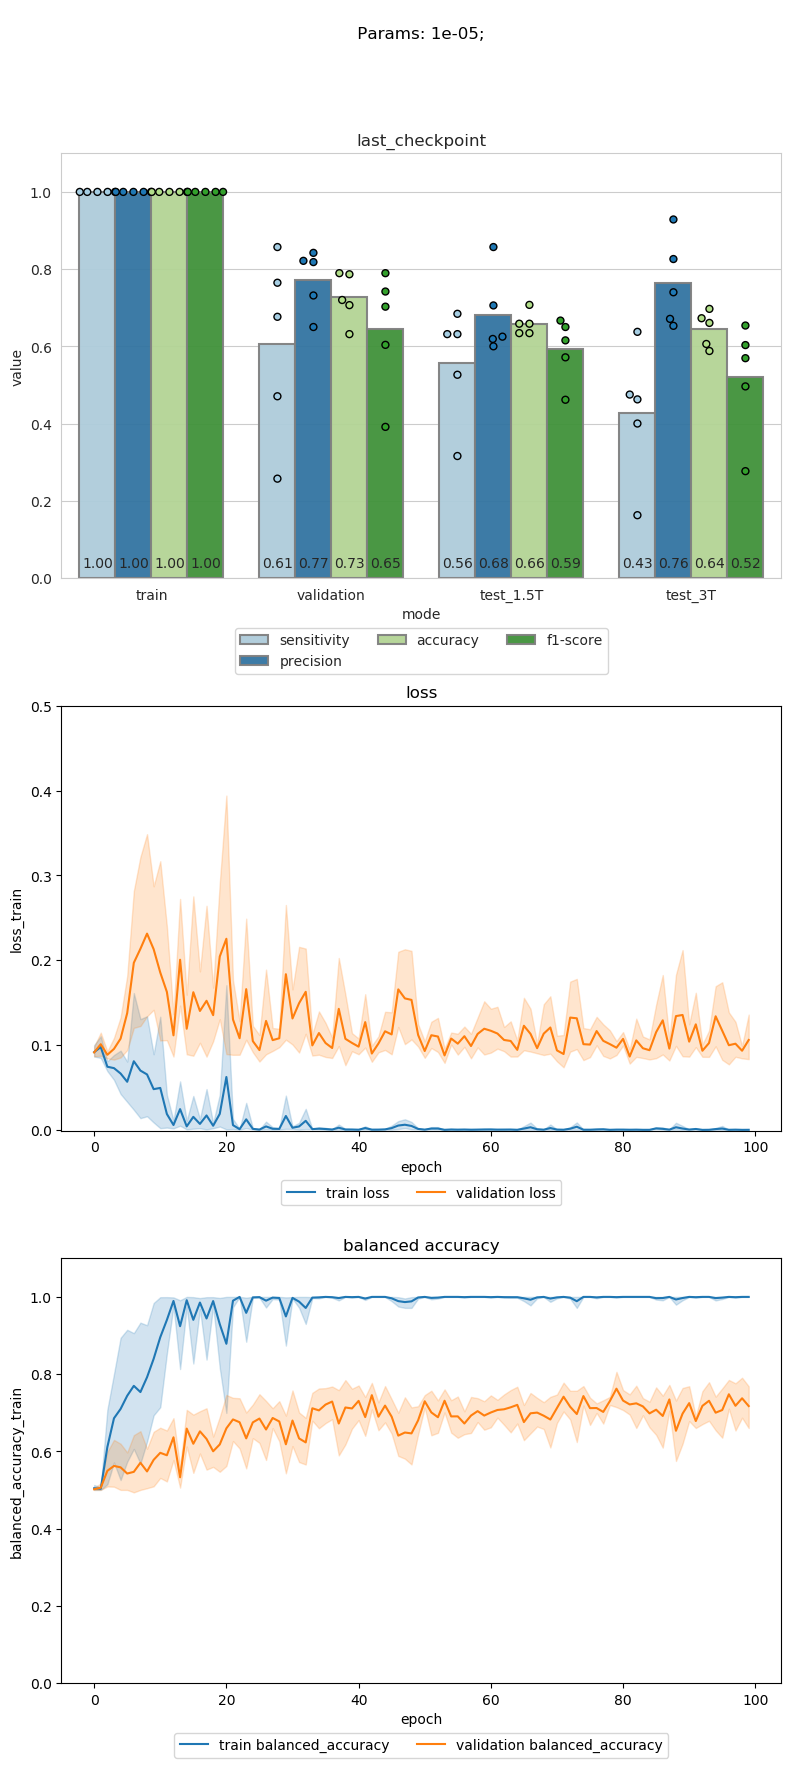 Params: 1e-05;
last_checkpoint
value
1.0
0.8
0.6
0.4
0.2
0.0
1.00 1.00 1.00 1.00 0.61 0.77 0.73 0.65 0.56 0.68 0.66 0.59 0.43 0.76 0.64 0.52
train validation test_1.5T test_3T
mode
sensitivity accuracy f1-score
precision
loss
loss_train
0.5
0.4
0.3
0.2
0.1
0.0
0 20 40 60 80 100
epoch
train loss validation loss
balanced accuracy
balanced_accuracy_train
1.0
0.8
0.6
0.4
0.2
0.0
0 20 40 60 80 100
epoch
train balanced_accuracy validation balanced_accuracy